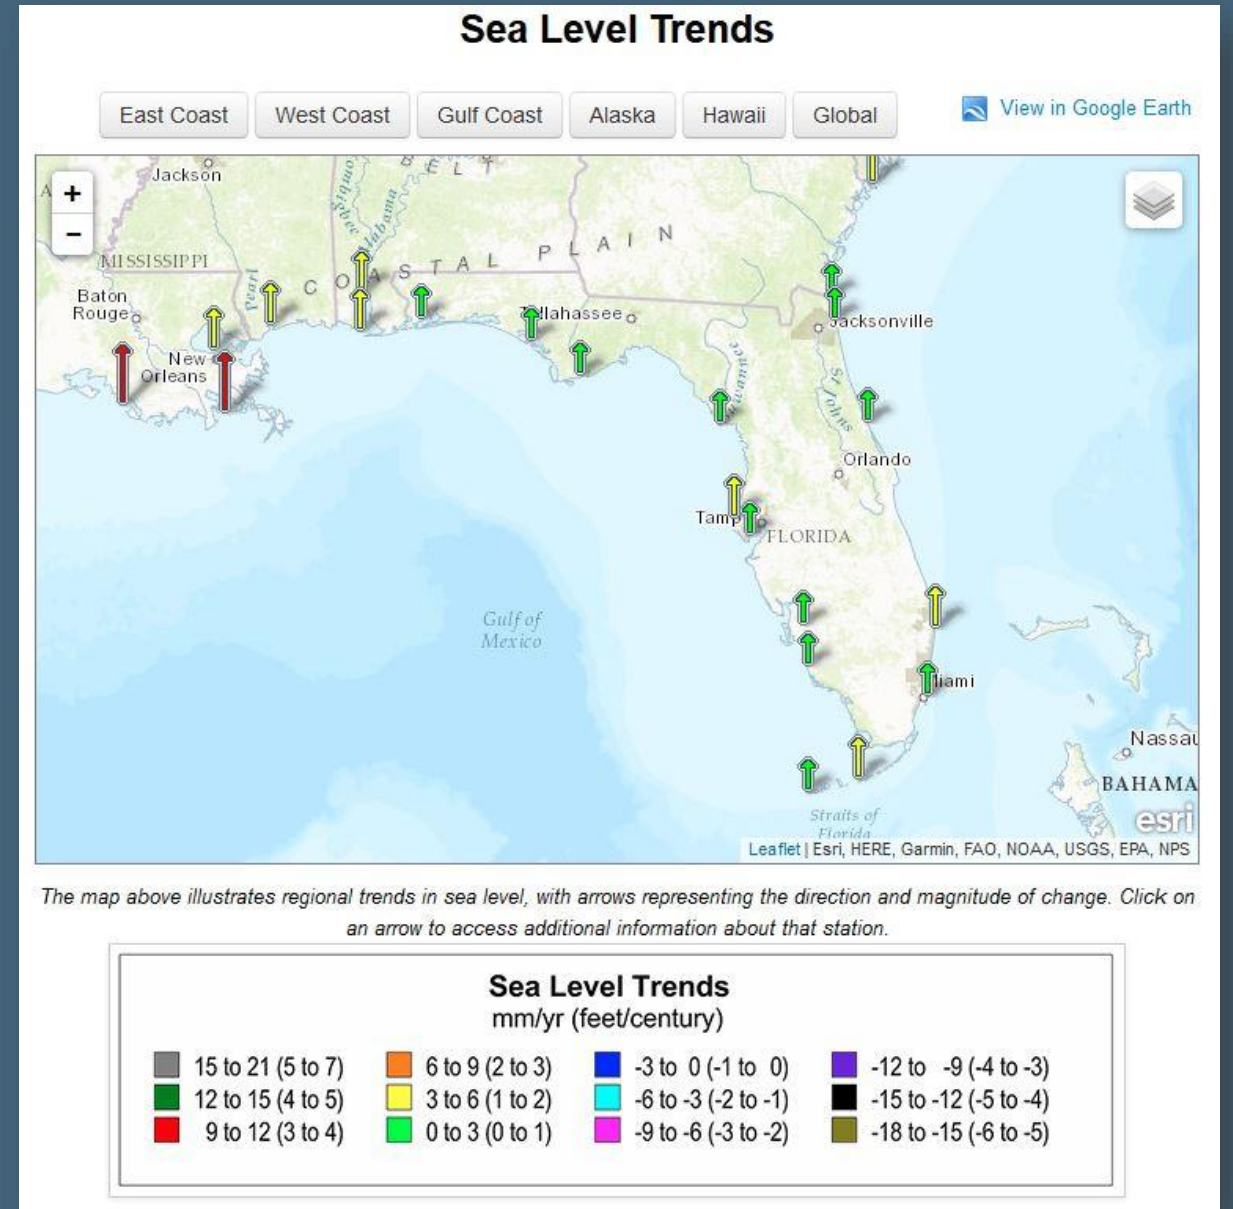 Sea Level Trends
East Coast
West Coast
Gulf Coast
Alaska
Hawaii
Global
View in Google Earth
+
−
Jackson
A
B E L T
Alabama
MISSISSIPPI
Pearl
C O A S T A L P L A I N
Baton
Rouge
Jacksonville
New
Orleans
St Johns
Orlando
FLORIDA
Gulf of
Mexico
Nassau
BAHAMA
Straits of
Florida
esri
Leaflet | Esri, HERE, Garmin, FAO, NOAA, USGS, EPA, NPS
The map above illustrates regional trends in sea level, with arrows representing the direction and magnitude of change. Click on
an arrow to access additional information about that station.
Sea Level Trends
mm/yr (feet/century)
15 to 21 (5 to 7)
6 to 9 (2 to 3)
-3 to 0 (-1 to 0)
-12 to -9 (-4 to -3)
12 to 15 (4 to 5)
3 to 6 (1 to 2)
-6 to -3 (-2 to -1)
-15 to -12 (-5 to -4)
9 to 12 (3 to 4)
0 to 3 (0 to 1)
-9 to -6 (-3 to -2)
-18 to -15 (-6 to -5)